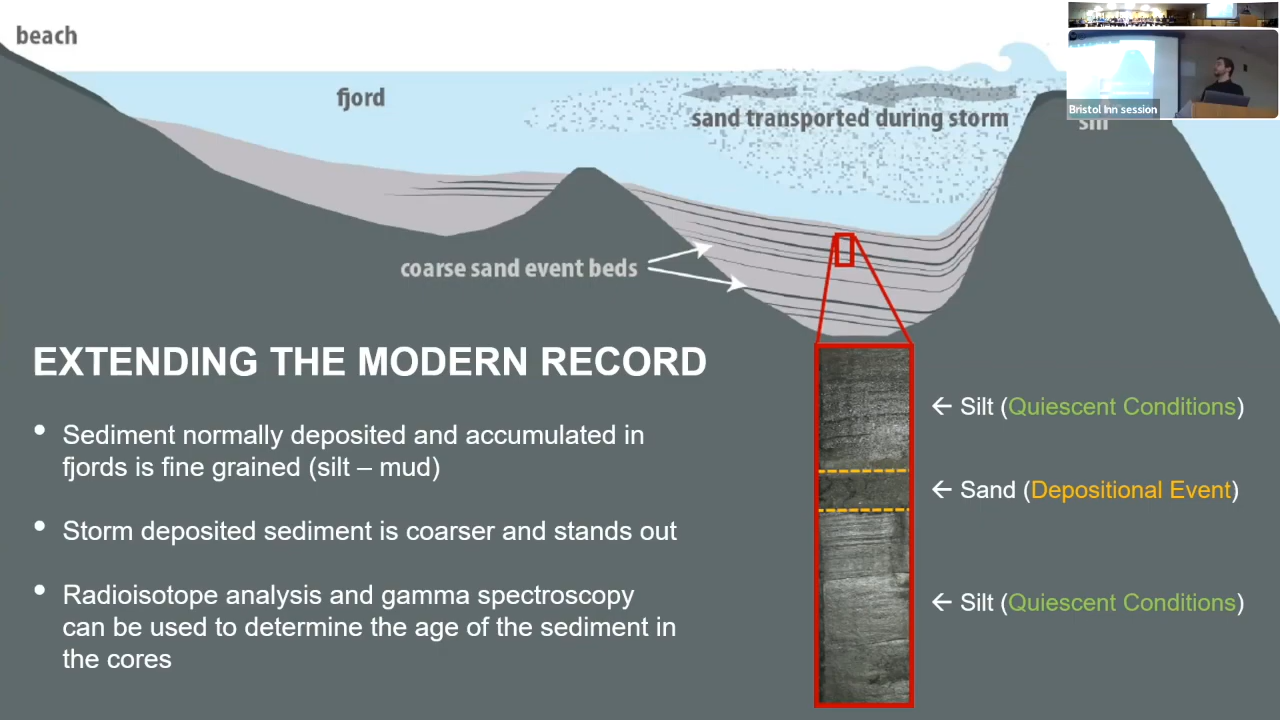 beach
fjord
sand transported during storm
sill
Bristol Inn session
coarse sand event beds
EXTENDING THE MODERN RECORD
• Sediment normally deposited and accumulated in
fjords is fine grained (silt – mud)
• Storm deposited sediment is coarser and stands out
• Radioisotope analysis and gamma spectroscopy
can be used to determine the age of the sediment in
the cores
← Silt (Quiescent Conditions)
← Sand (Depositional Event)
← Silt (Quiescent Conditions)